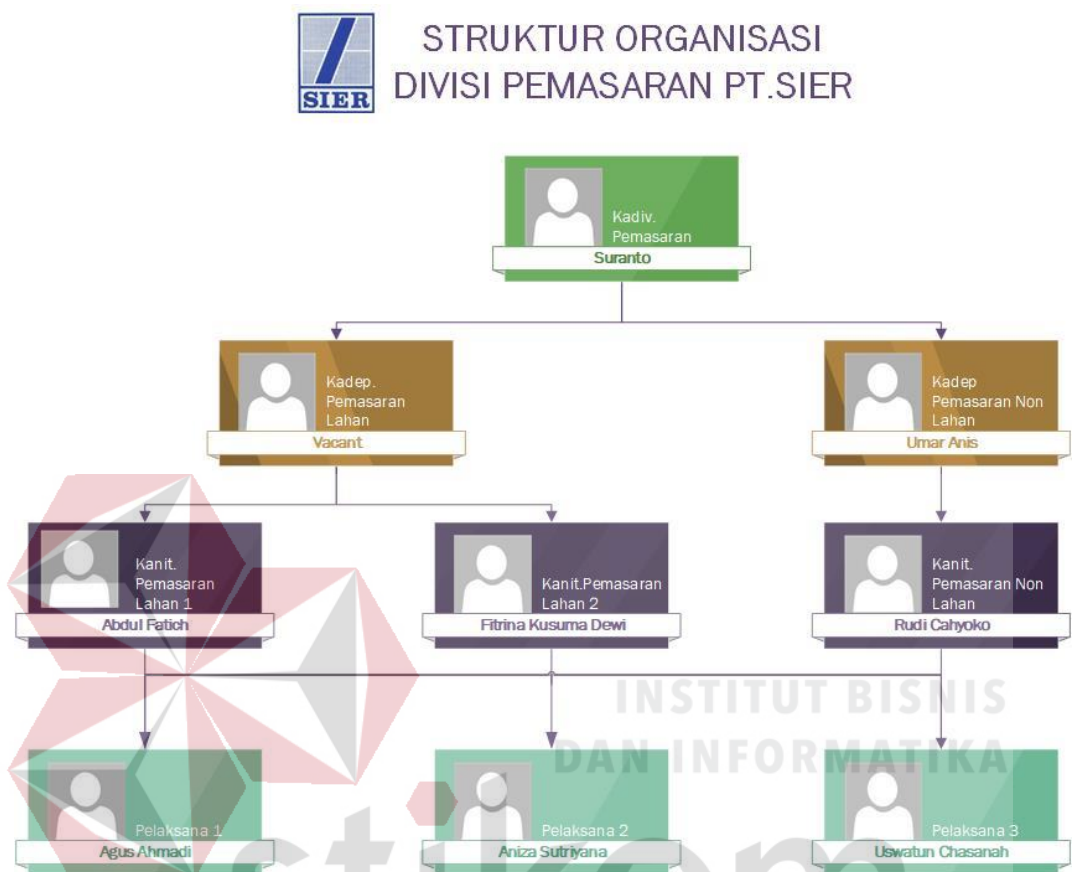 STRUKTUR ORGANISASI
DIVISI PEMASARAN PT.SIER
SIER
Kadiv.
Pemasaran
Suranto
Kadep.
Pemasaran
Lahan
Vacant
Kadep
Pemasaran Non
Lahan
Umar Anis
Kanit.
Pemasaran
Lahan 1
Abdul Fatich
Kanit.Pemasaran
Lahan 2
Fitrina Kusuma Dewi
Kanit.
Pemasaran Non
Lahan
Rudi Cahyoko
INSTITUT BISNIS
DAN INFORMATIKA
Pelaksana 1
Agus Ahmadi
Pelaksana 2
Aniza Sutriyana
Pelaksana 3
Uswatun Chasanah
stikom